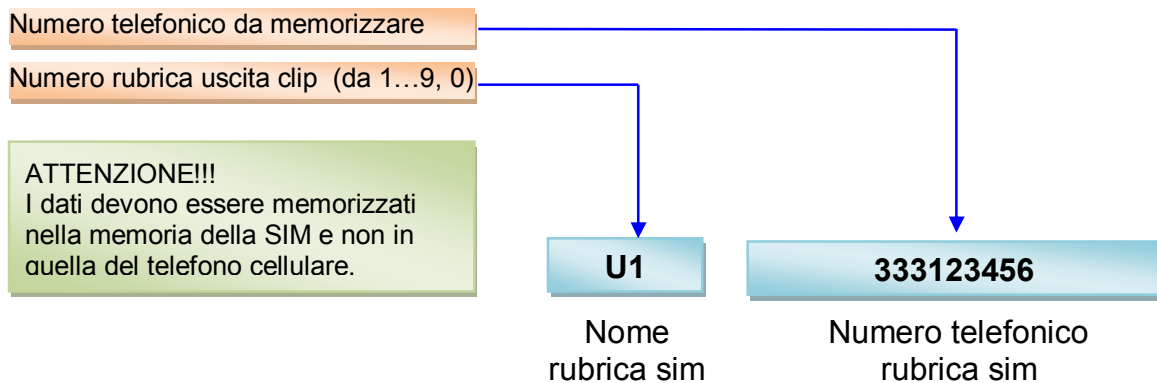 Numero telefonico da memorizzare
Numero rubrica uscita clip (da 1…9, 0)
ATTENZIONE!!!
I dati devono essere memorizzati
nella memoria della SIM e non in
quella del telefono cellulare.
U1
333123456
Nome
rubrica sim
Numero telefonico
rubrica sim